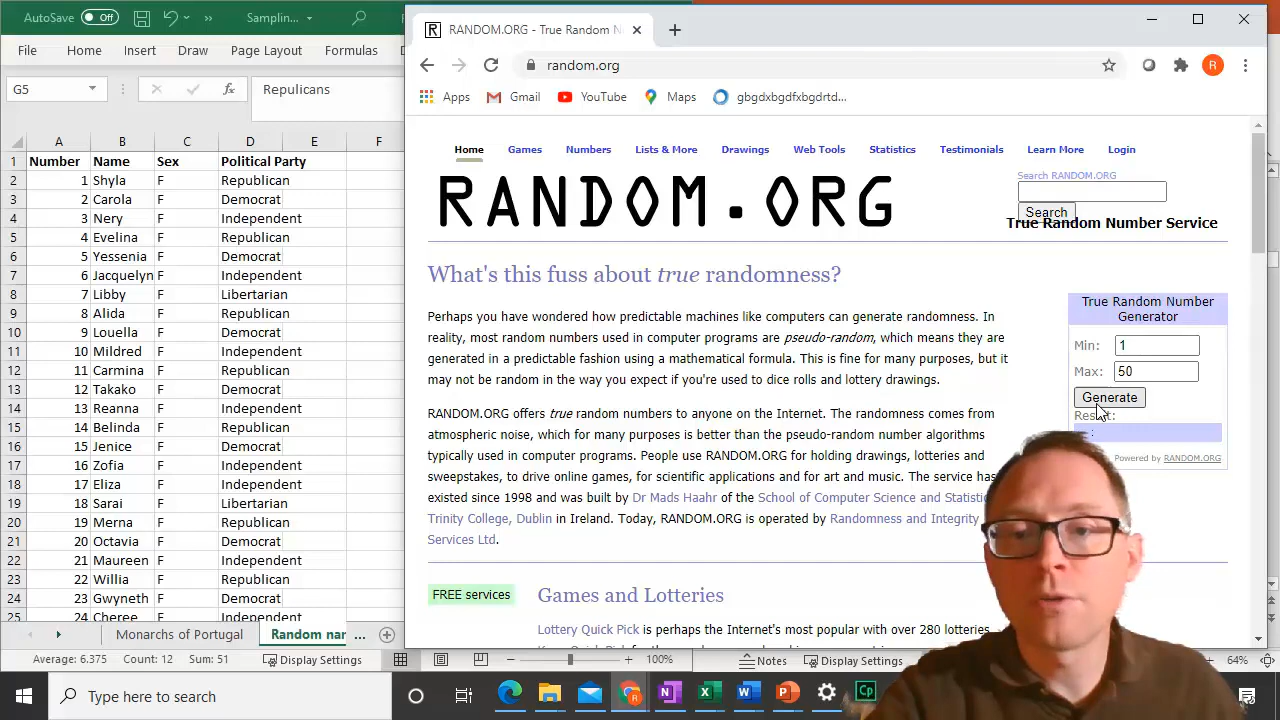 AutoSave Off Samplin...
File Home Insert Draw Page Layout Formulas
G5 fx Repulicans
A B C D E F
1 Number Name Sex Political Party
2 1 Shyla F Republican
3 2 Carola F Democrat
4 3 Nery F Independent
5 4 Evelina F Republican
6 5 Yessenia F Democrat
7 6 Jacquelyn F Independent
8 7 Libby F Libertarian
9 8 Alida F Republican
10 9 Louella F Democrat
11 10 Mildred F Independent
12 11 Carmina F Republican
13 12 Takako F Democrat
14 13 Reanna F Independent
15 14 Belinda F Republican
16 15 Jenice F Democrat
17 16 Zofia F Independent
18 17 Eliza F Independent
19 18 Sarai F Libertarian
20 19 Merna F Republican
21 20 Octavia F Democrat
22 21 Maureen F Independent
23 22 Willia F Republican
24 23 Gwyneth F Democrat
25 24 Cheree F Independent
Monarchs of Portugal Random nar ...
Average: 6.375 Count: 12 Sum: 51 Display Settings 100%
R RANDOM.ORG - True Random N
random.org R
Apps Gmail YouTube Maps gbgdxbgdfxbgdrtd...
Home Games Numbers Lists & More Drawings Web Tools Statistics Testimonials Learn More Login
RANDOM.ORG
Search RANDOM.ORG
Search
True Random Number Service
What's this fuss about true randomness?
Perhaps you have wondered how predictable machines like computers can generate randomness. In
reality, most random numbers used in computer programs are pseudo-random, which means they are
generated in a predictable fashion using a mathematical formula. This is fine for many purposes, but it
may not be random in the way you expect if you're used to dice rolls and lottery drawings.
RANDOM.ORG offers true random numbers to anyone on the Internet. The randomness comes from
atmospheric noise, which for many purposes is better than the pseudo-random number algorithms
typically used in computer programs. People use RANDOM.ORG for holding drawings, lotteries and
sweepstakes, to drive online games, for scientific applications and for art and music. The service has
existed since 1998 and was built by Dr Mads Haahr of the School of Computer Science and Statistic
Trinity College, Dublin in Ireland. Today, RANDOM.ORG is operated by Randomness and Integrity
Services Ltd.
True Random Number
Generator
Min: 1
Max: 50
Generate
Result:
Powered by RANDOM.ORG
FREE services
Games and Lotteries
Lottery Quick Pick is perhaps the Internet's most popular with over 280 lotteries
Notes Display Settings 64%
Type here to search